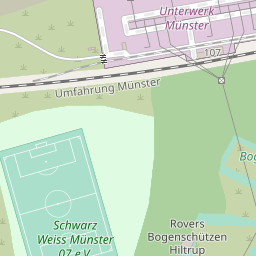 Unterwerk
Münster
107
Umfahrung Münster
Schwarz
Weiss Münster
07 e.V.
Rovers
Bogenschützen
Hiltrup